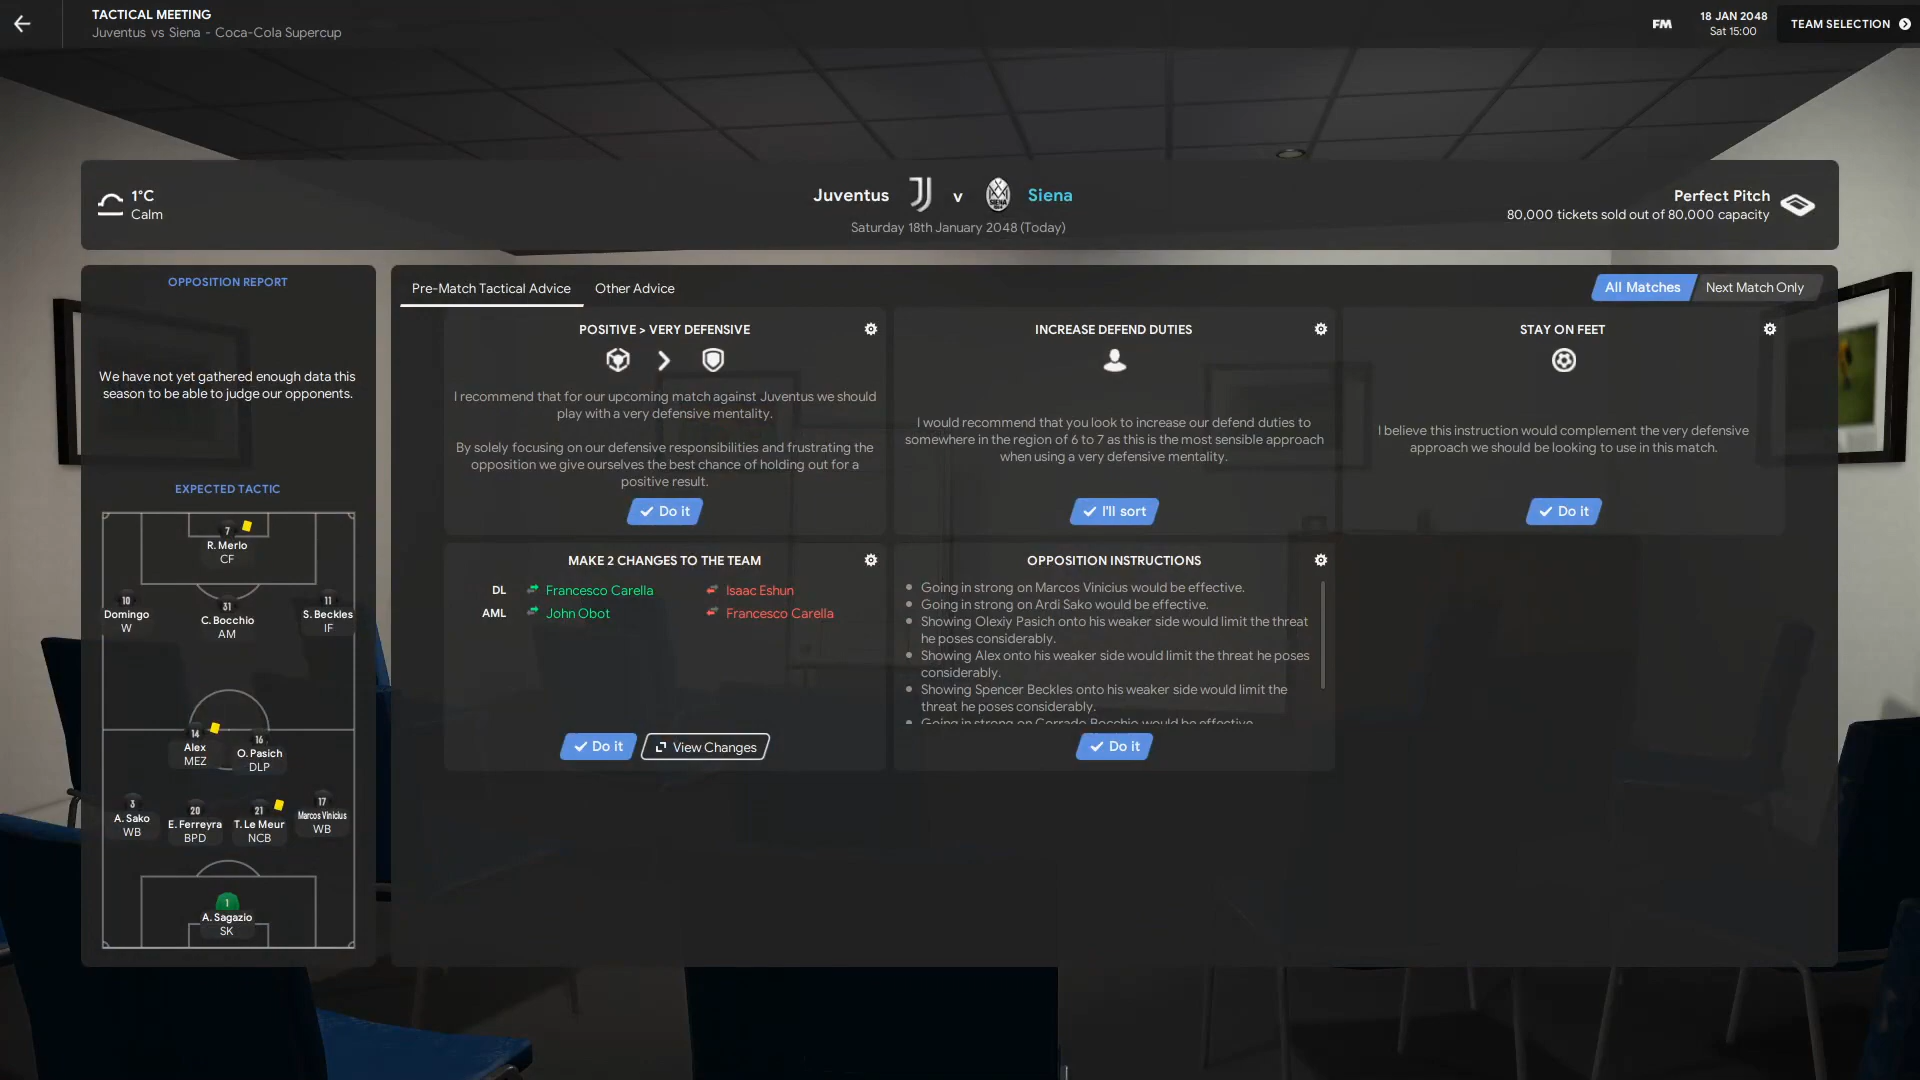 TACTICAL MEETING
Juventus vs Siena - Coca-Cola Supercup
FM
18 JAN 2048
Sat 15:00
TEAM SELECTION
1°C
Calm
Juventus v Siena
Saturday 18th January 2048 (Today)
Perfect Pitch
80,000 tickets sold out of 80,000 capacity
OPPOSITION REPORT
We have not yet gathered enough data this
season to be able to judge our opponents.
EXPECTED TACTIC
7
R. Merlo
CF
10
Domingo
W
31
C. Bocchio
AM
11
S. Beckles
IF
14
Alex
MEZ
16
O. Pasich
DLP
3
A. Sako
WB
20
E. Ferreyra
BPD
21
T. Le Meur
NCB
17
Marcos Vinicius
WB
1
A. Sagazio
SK
Pre-Match Tactical Advice
Other Advice
All Matches
Next Match Only
POSITIVE > VERY DEFENSIVE
I recommend that for our upcoming match against Juventus we should
play with a very defensive mentality.
By solely focusing on our defensive responsibilities and frustrating the
opposition we give ourselves the best chance of holding out for a
positive result.
Do it
INCREASE DEFEND DUTIES
I would recommend that you look to increase our defend duties to
somewhere in the region of 6 to 7 as this is the most sensible approach
when using a very defensive mentality.
I'll sort
STAY ON FEET
I believe this instruction would complement the very defensive
approach we should be looking to use in this match.
Do it
MAKE 2 CHANGES TO THE TEAM
DL Francesco Carella Isaac Eshun
AML John Obot Francesco Carella
Do it
View Changes
OPPOSITION INSTRUCTIONS
Going in strong on Marcos Vinicius would be effective.
Going in strong on Ardi Sako would be effective.
Showing Olexiy Pasich onto his weaker side would limit the threat
he poses considerably.
Showing Alex onto his weaker side would limit the threat he poses
considerably.
Showing Spencer Beckles onto his weaker side would limit the
threat he poses considerably.
Going in strong on Corrado Bocchio would be effective.
Do it